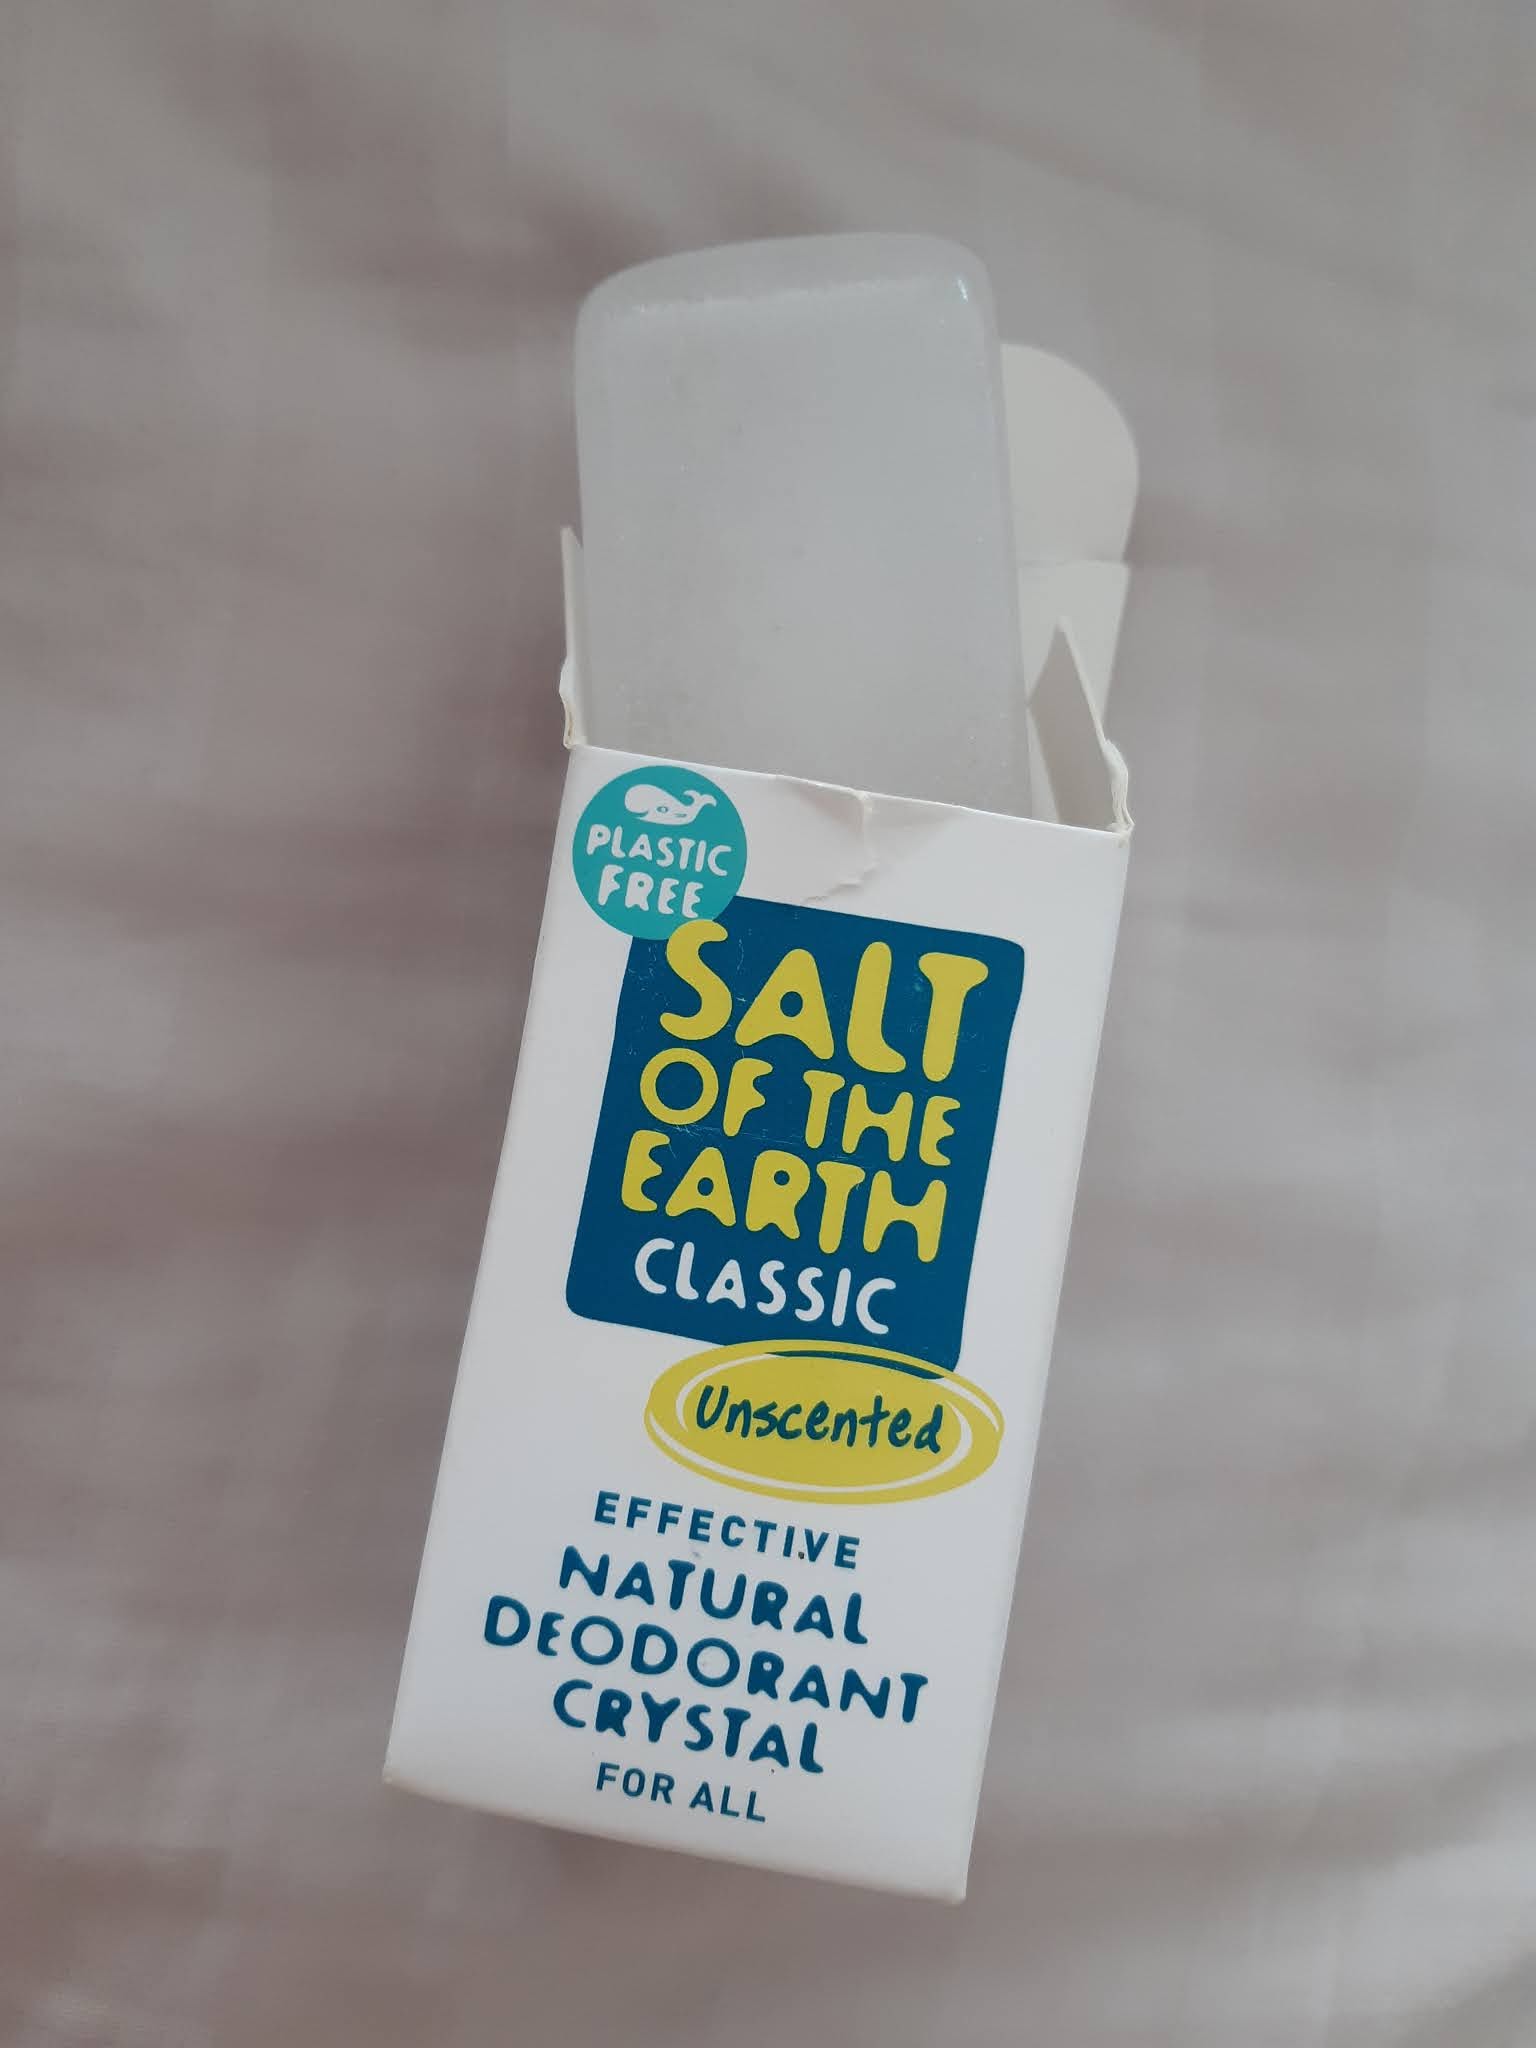 PLASTIC
FREE
SALT
OF THE
EARTH
CLASSIC
Unscented
EFFECTIVE
NATURAL
DEODORANT
CRYSTAL
FOR ALL